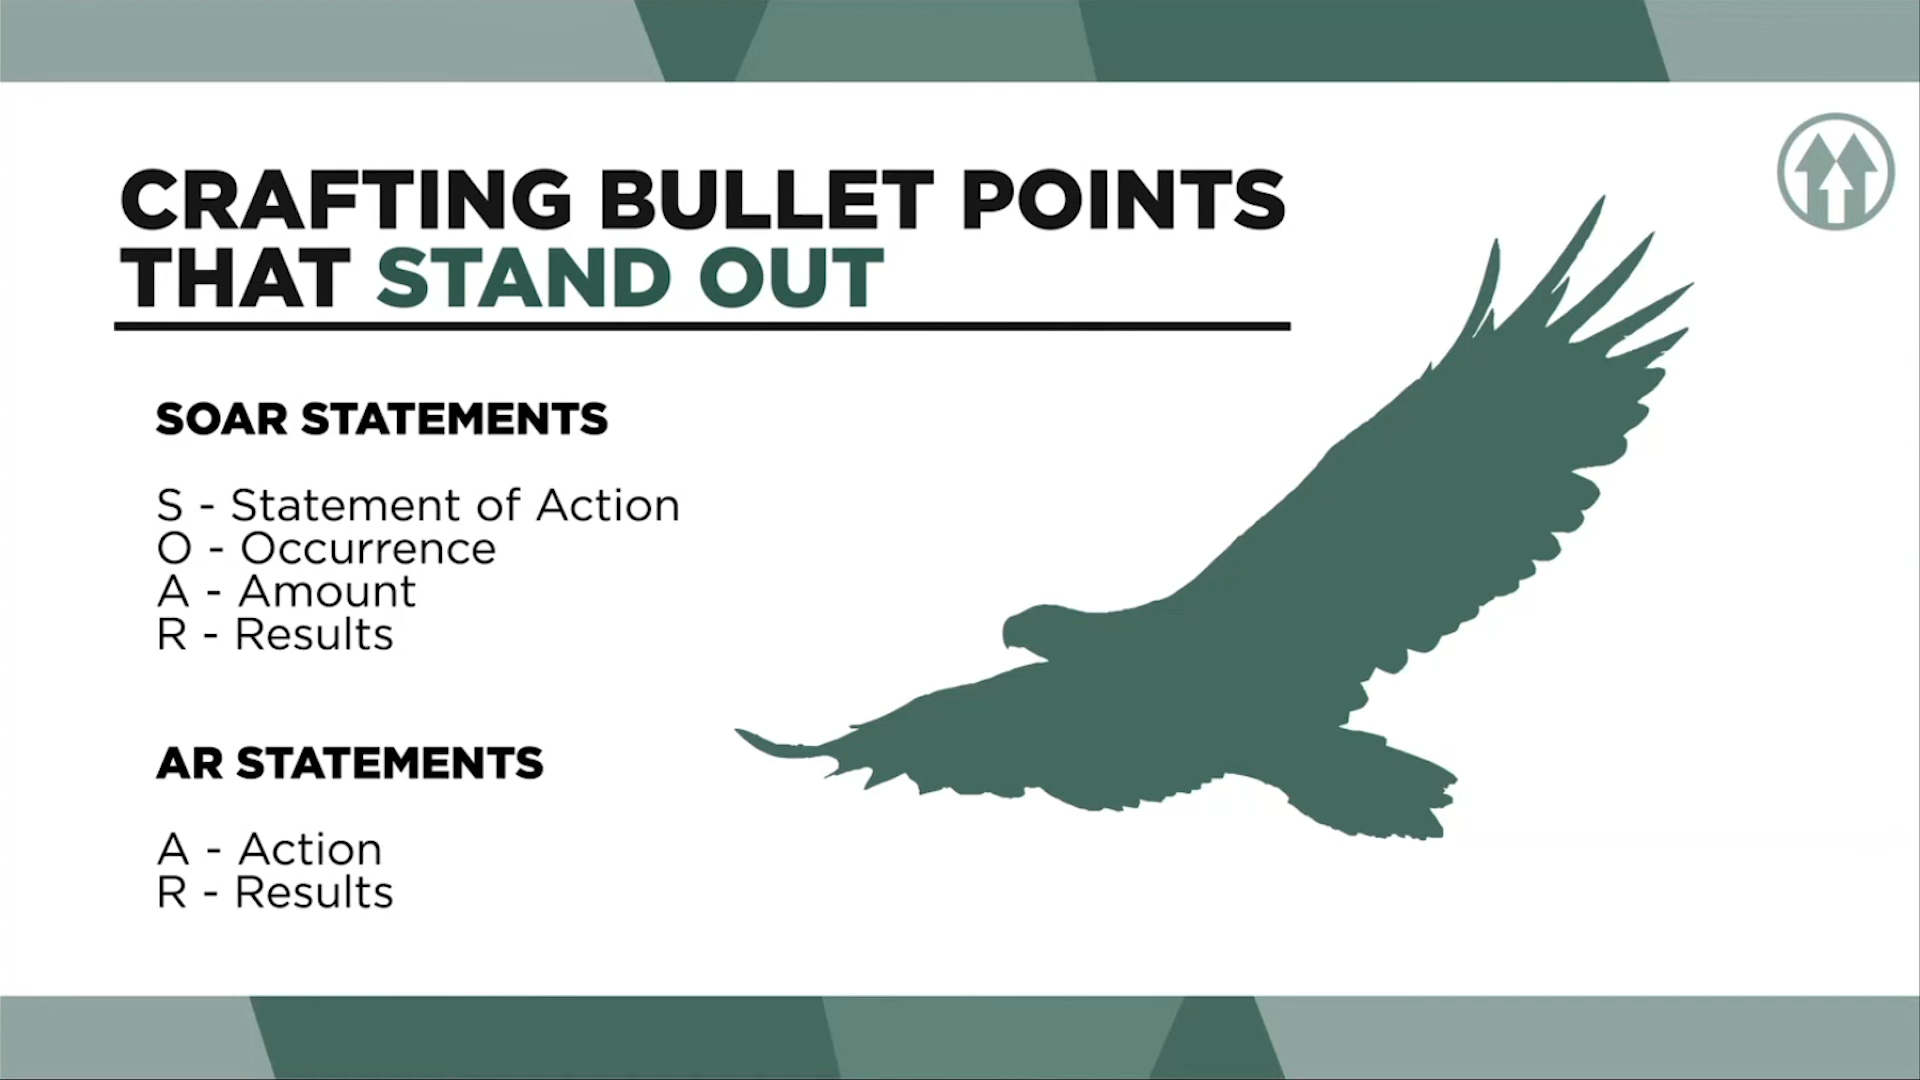 CRAFTING BULLET POINTS
THAT STAND OUT
SOAR STATEMENTS
S - Statement of Action
O - Occurrence
A - Amount
R - Results
AR STATEMENTS
A - Action
R - Results